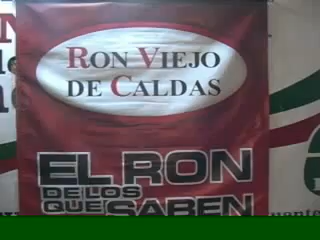 RON VIEJO
DE CALDAS
EL RON
DE LOS
QUE SABEN